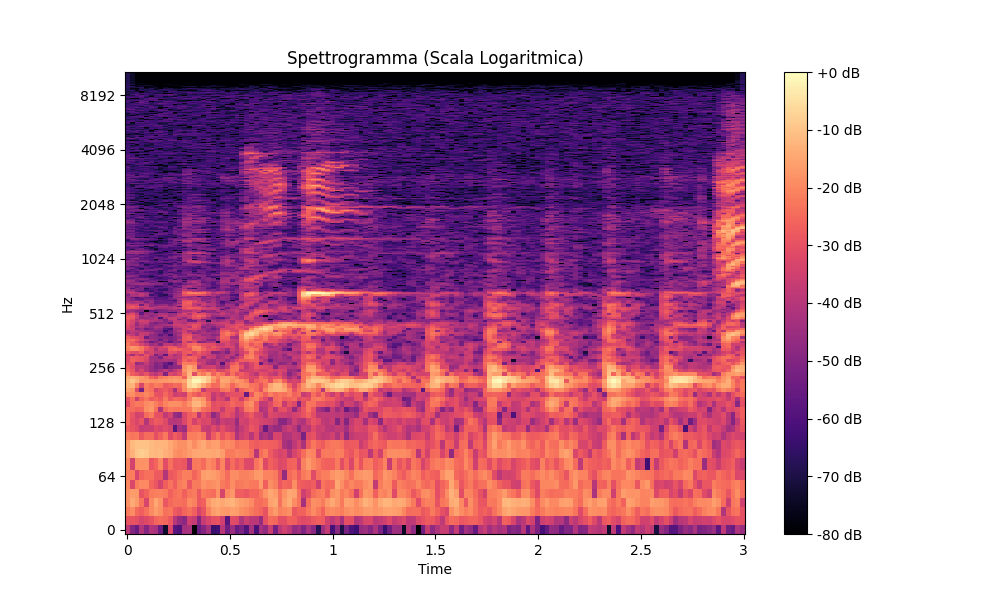 Spettrogramma (Scala Logaritmica)
Hz
8192
4096
2048
1024
512
256
128
64
0
0 0.5 1 1.5 2 2.5 3
Time
+0 dB
-10 dB
-20 dB
-30 dB
-40 dB
-50 dB
-60 dB
-70 dB
-80 dB